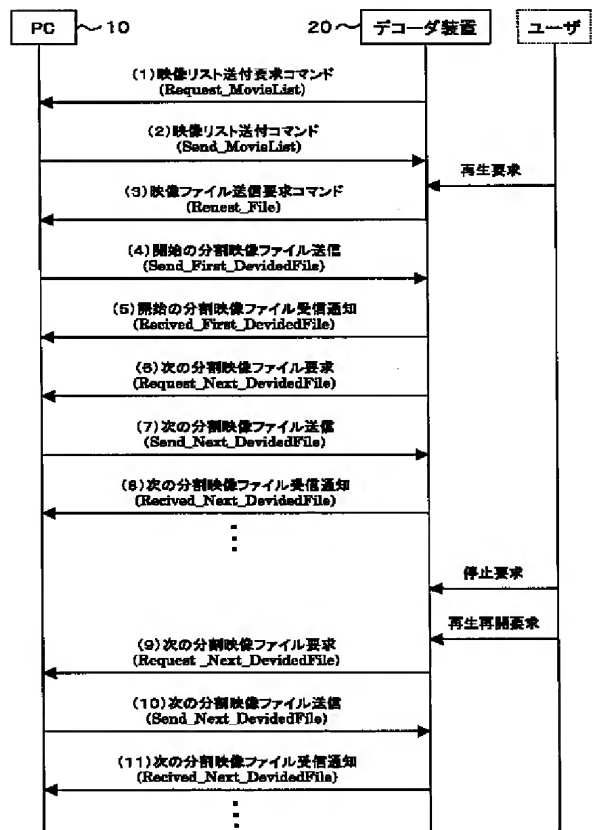 PC 10 20 デコーダ装置 ユーザ
(1)映像リスト送付要求コマンド
(Request_MovieList)
(2)映像リスト送付コマンド
(Send_MovieList)
再生要求
(3)映像ファイル送信要求コマンド
(Renest_File)
(4)開始の分割映像ファイル送信
(Send_First_DevidedFile)
(5)開始の分割映像ファイル受信通知
(Recived_First_DevidedFile)
(6)次の分割映像ファイル要求
(Request_Next_DevidedFile)
(7)次の分割映像ファイル送信
(Send_Next_DevidedFile)
(8)次の分割映像ファイル受信通知
(Recived_Next_DevidedFile)
停止要求
再生再開要求
(9)次の分割映像ファイル要求
(Request _Next_DevidedFile)
(10)次の分割映像ファイル送信
(Send_Next_DevidedFile)
(11)次の分割映像ファイル受信通知
(Recived_Next_DevidedFile)